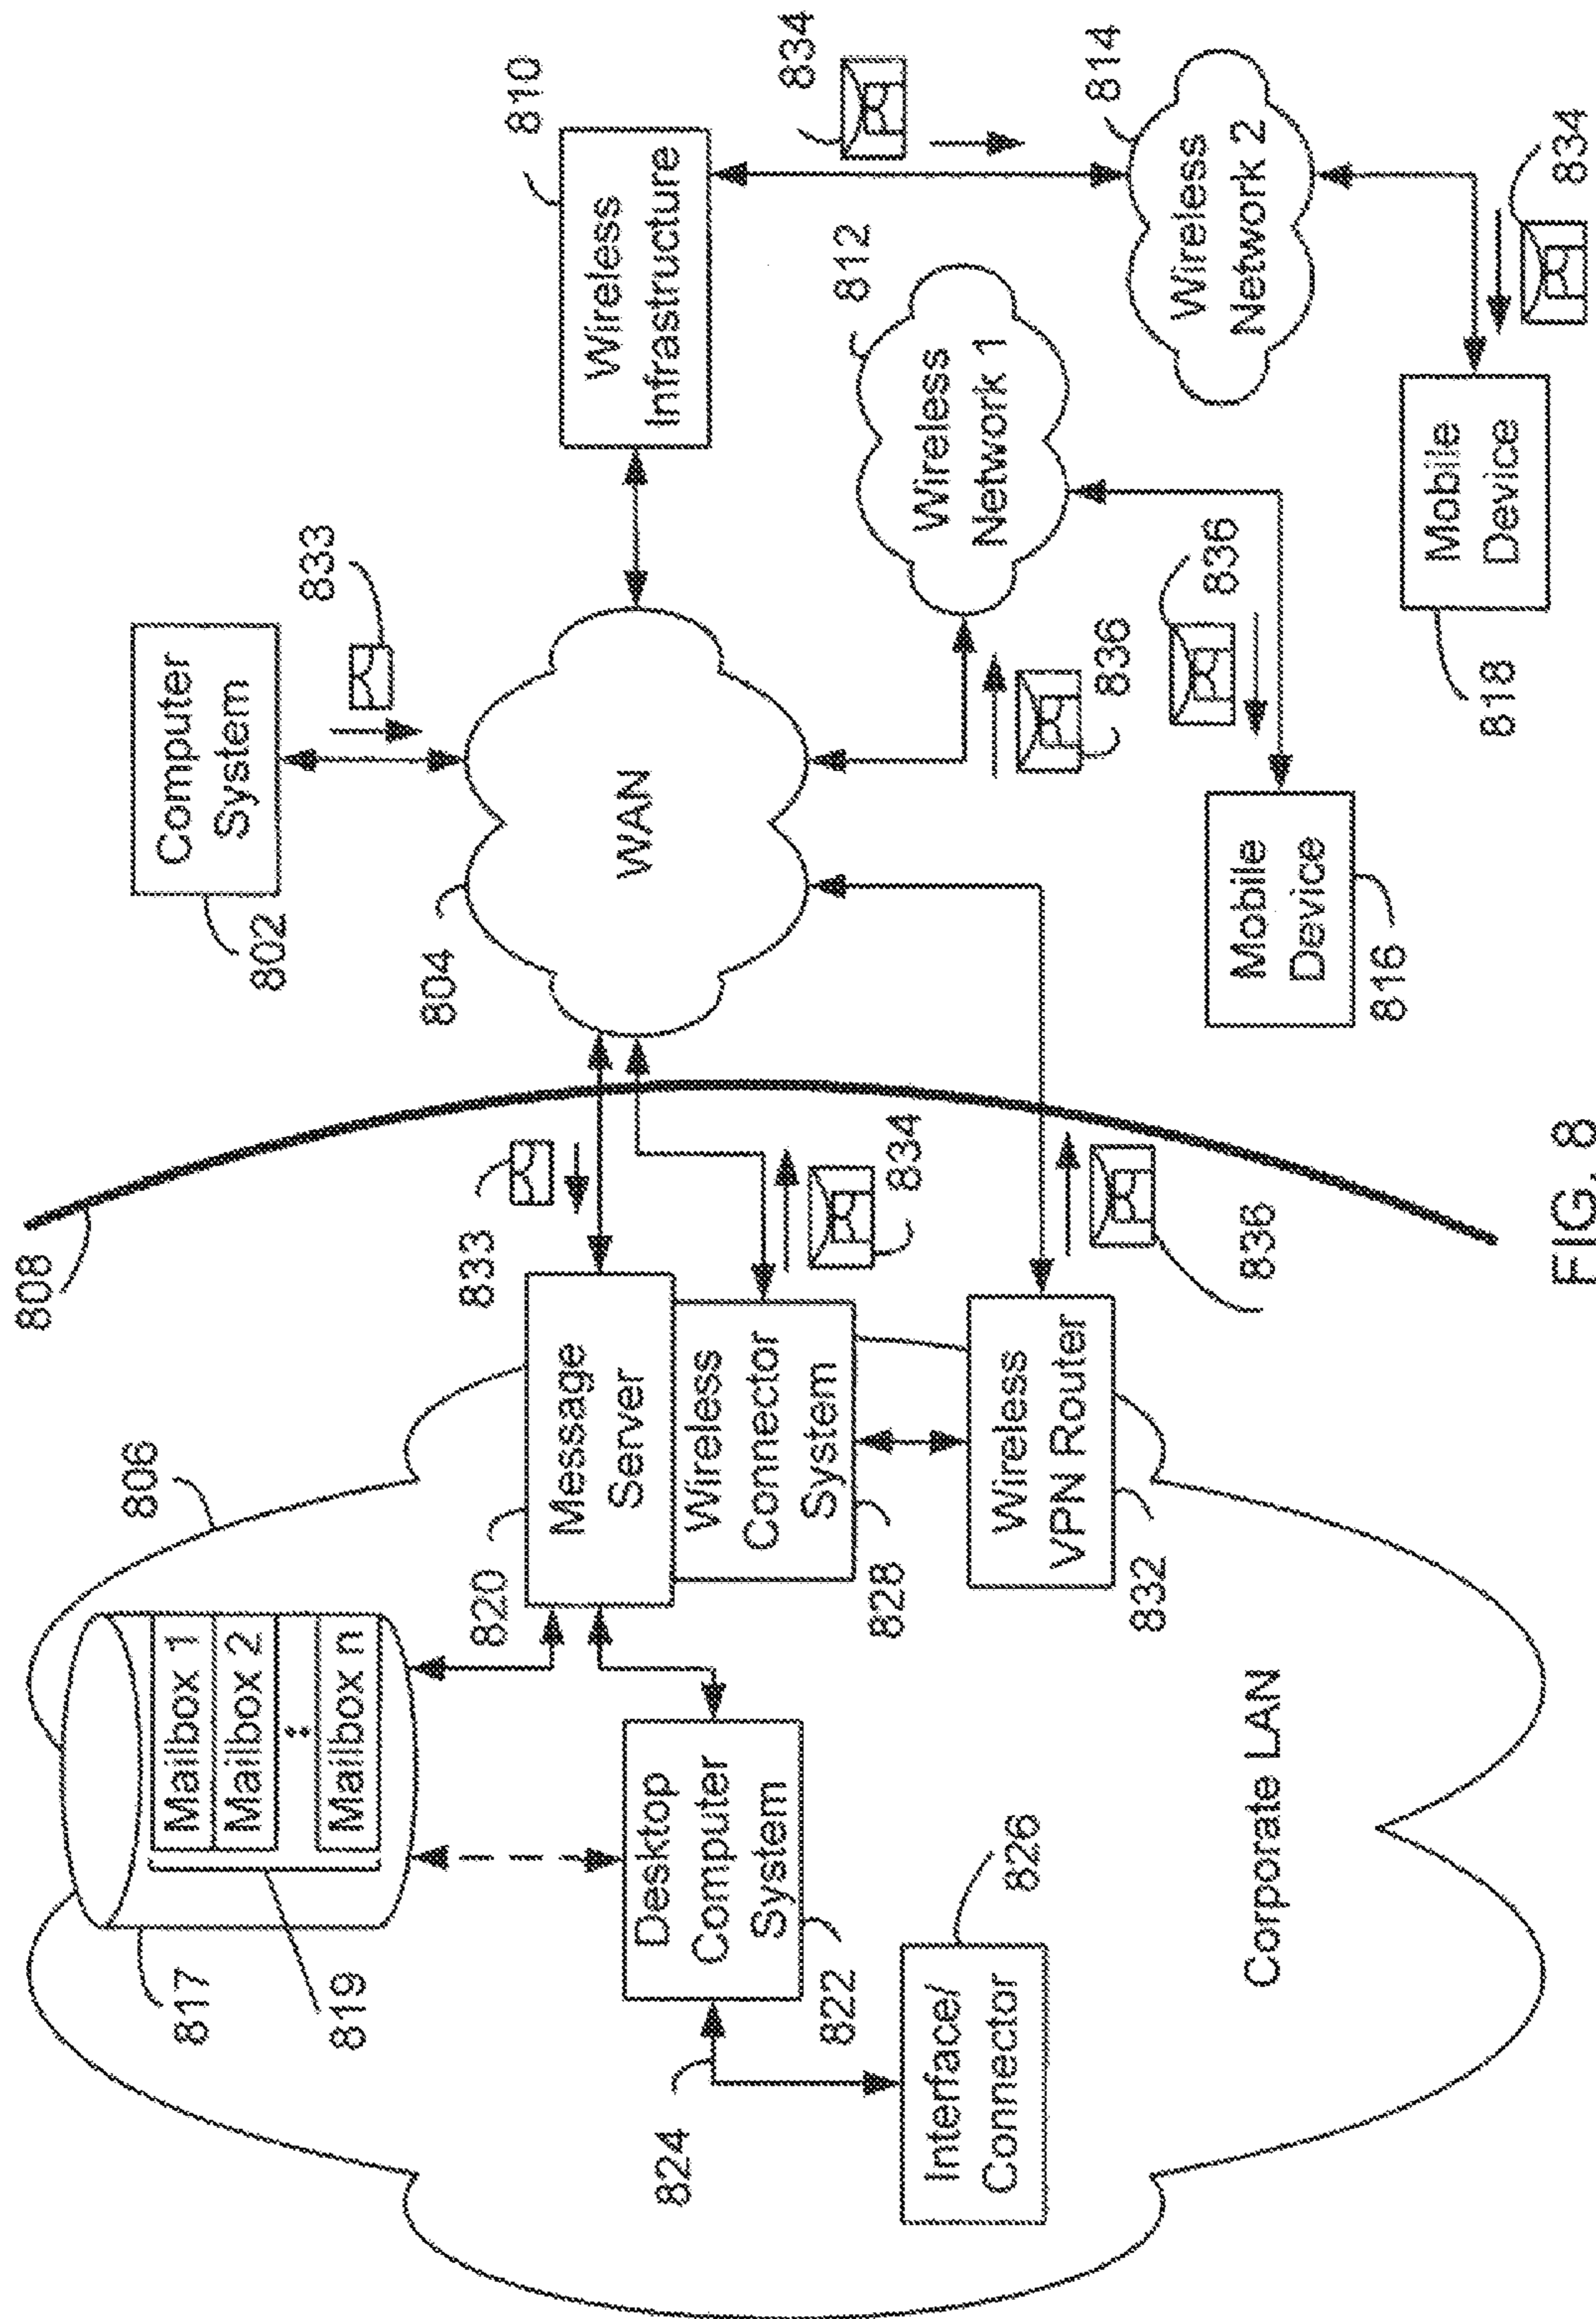 808
806
817
819
Mailbox 1
Mailbox 2
Mailbox n
833
820
Message
Server
Wireless
Connector
System
828
834
Desktop
Computer
System
822
824
Interface/
Connector
826
Wireless
VPN Router
832
836
Corporate LAN
802
Computer
System
833
804
WAN
810
Wireless
Infrastructure
834
812
Wireless
Network 1
814
Wireless
Network 2
836
836
Mobile
Device
816
834
Mobile
Device
818
FIG. 8